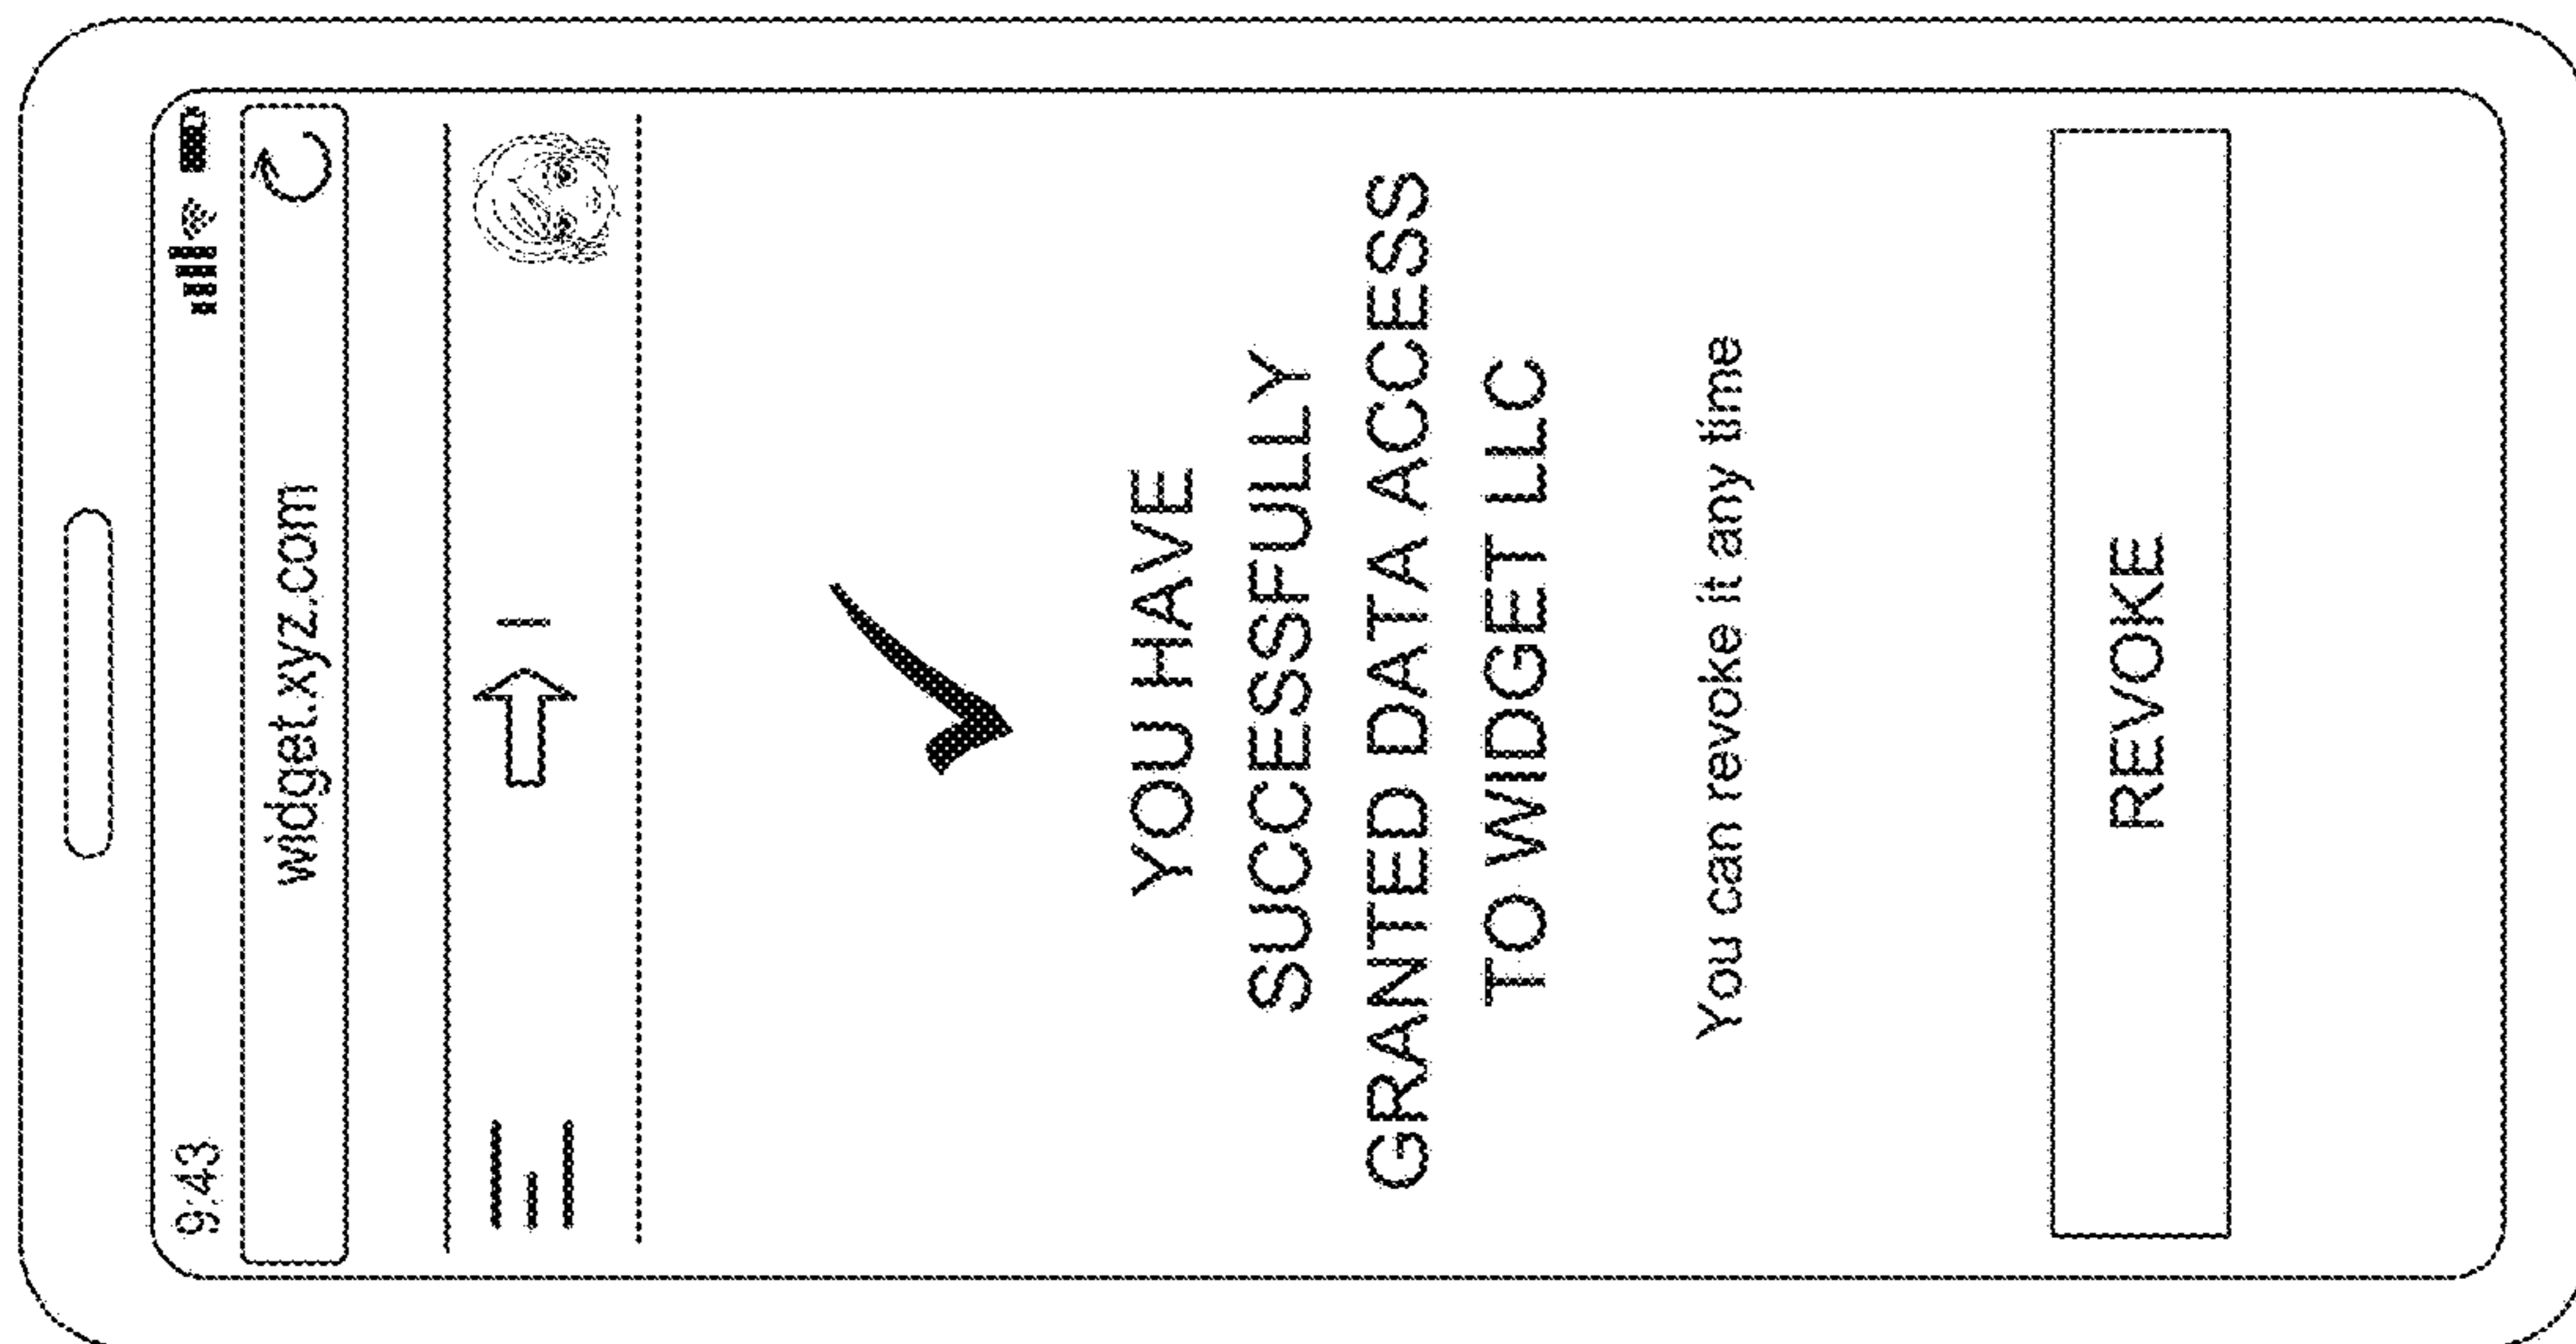 9:43
widget.xyz.com
YOU HAVE
SUCCESSFULLY
GRANTED DATA ACCESS
TO WIDGET LLC
You can revoke it any time
REVOKE